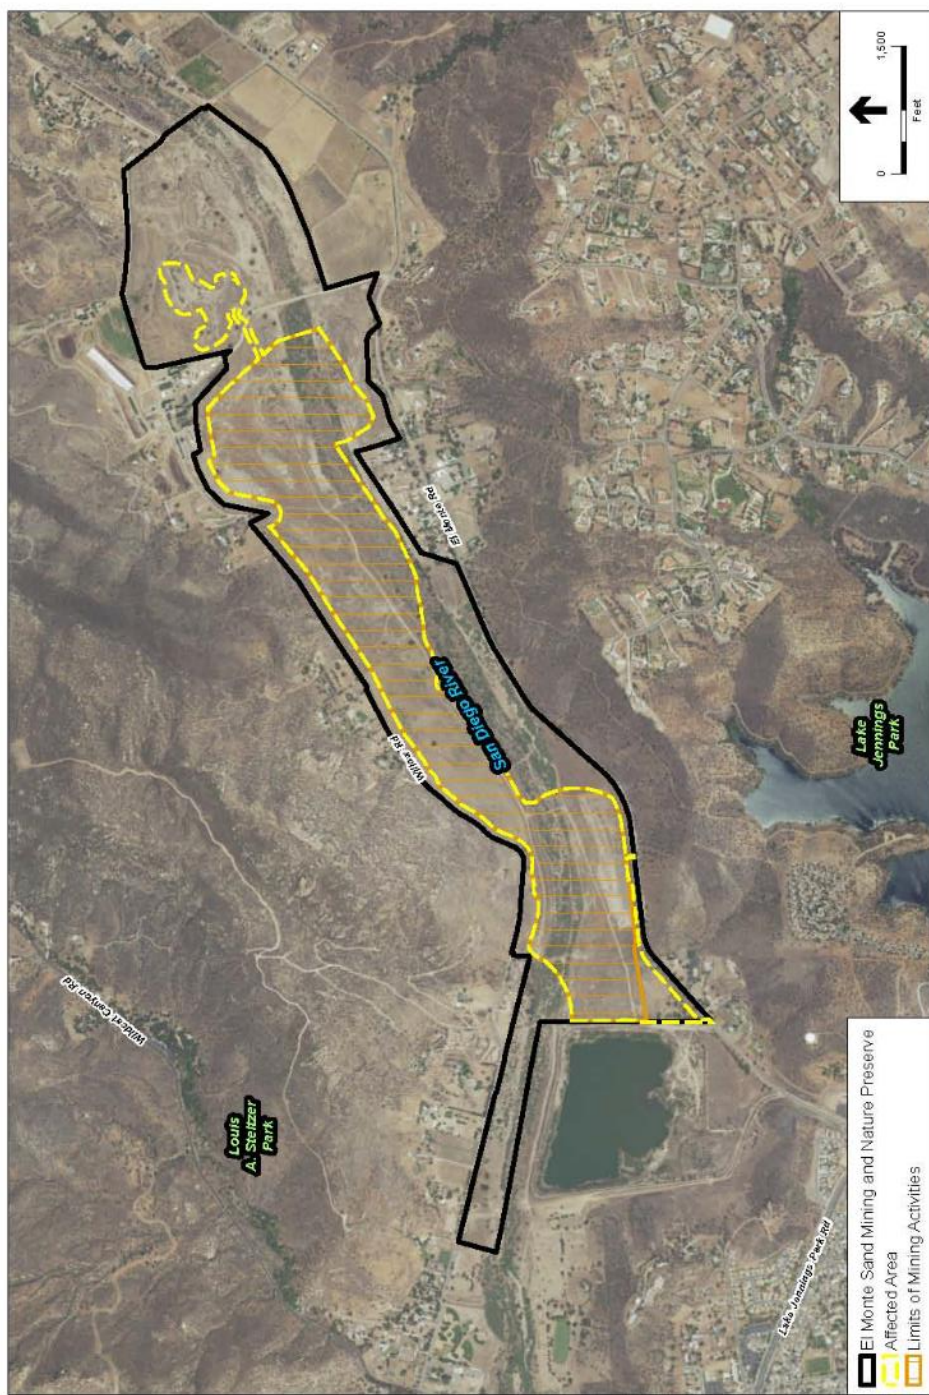 Wildcat Canyon Rd
Louis
A. Steltzer
Park
Willow Rd
San Diego River
El Monte Rd
Lake
Jennings
Park
Lake Jennings Park Rd
El Monte Sand Mining and Nature Preserve
Affected Area
Limits of Mining Activities
0 1,500
Feet